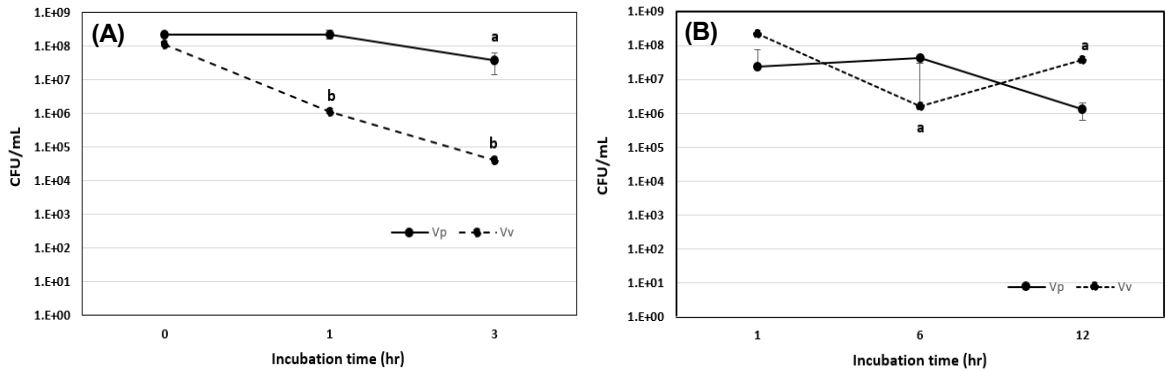 (A)
1.E+09
1.E+08
1.E+07
1.E+06
1.E+05
1.E+04
1.E+03
1.E+02
1.E+01
1.E+00
CFU/mL
a
b
b
Vp Vv
0 1 3
Incubation time (hr)
(B)
1.E+09
1.E+08
1.E+07
1.E+06
1.E+05
1.E+04
1.E+03
1.E+02
1.E+01
1.E+00
CFU/mL
a
a
Vp Vv
1 6 12
Incubation time (hr)